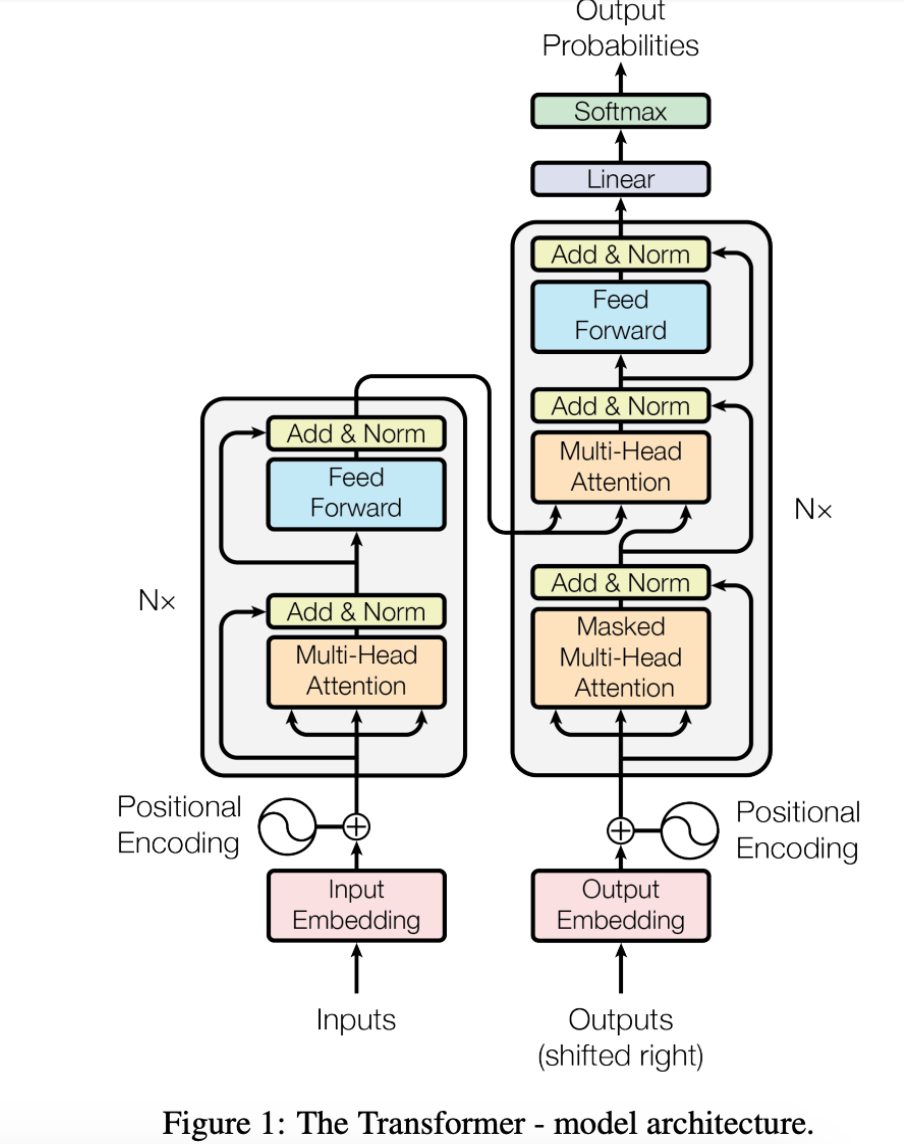 Output
Probabilities
Softmax
Linear
Add & Norm
Feed
Forward
Add & Norm
Multi-Head
Attention
Add & Norm
Masked
Multi-Head
Attention
Nx
Add & Norm
Feed
Forward
Add & Norm
Multi-Head
Attention
Nx
Positional
Encoding
Positional
Encoding
Input
Embedding
Output
Embedding
Inputs
Outputs
(shifted right)
Figure 1: The Transformer - model architecture.